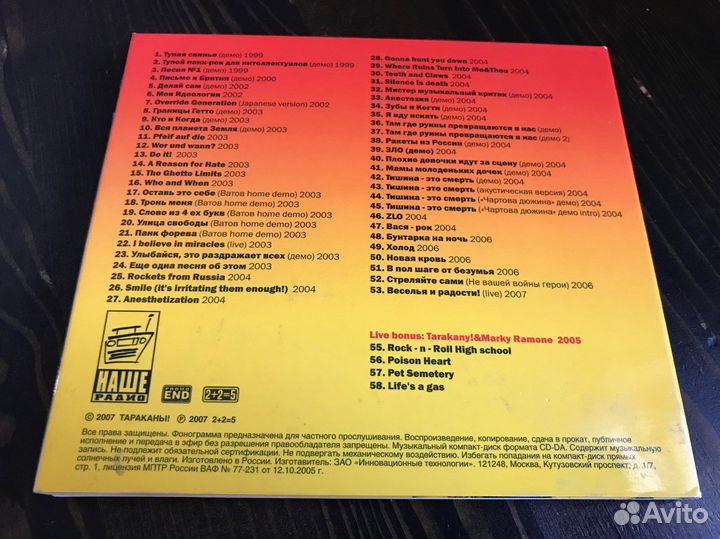 1. Тупая свинья (демо) 1999
2. Тупой панк-рок для интеллектуалов (демо) 1999
3. Песня №1 (демо) 1999
4. Письмо к Бритни (демо) 2000
5. Делай сам (демо) 2002
6. Моя Идеология (демо) 2002
7. Override Generation (Japanese version) 2002
8. Границы Гетто (демо) 2003
9. Кто и Когда (демо) 2003
10. Вся планета Земля (демо) 2003
11. Pfeif auf die 2003
12. Wer und wann? 2003
13. Do it! 2003
14. A Reason for Hate 2003
15. The Ghetto Limits 2003
16. Who and When 2003
17. Оставь это себе (Ватов home demo) 2003
18. Тронь меня (Ватов home demo) 2003
19. Слово из 4 ех букв (Ватов home demo) 2003
20. Улица свободы (Ватов home demo) 2003
21. Панк форева (Ватов home demo) 2003
22. I believe in miracles (live) 2003
23. Улыбайся, это раздражает всех (демо) 2003
24. Еще одна песня об этом 2003
25. Rockets from Russia 2004
26. Smile (it's irritating them enough!) 2004
27. Anesthetization 2004
28. Gonna hunt you down 2004
29. Where Ruins Turn Into Me&Thou 2004
30. Teeth and Claws 2004
31. Silence is death 2004
32. Мистер музыкальный критик (демо) 2004
33. Анестезия (демо) 2004
34. Зубы и Когти (демо) 2004
35. Я иду искать (демо) 2004
36. Там где руины превращаются в нас (демо)
37. Там где руины превращаются в нас (демо 2)
38. Ракеты из России (демо) 2004
39. ЗЛО (демо) 2004
40. Плохие девочки идут за сцену (демо) 2004
41. Мамы молоденьких дочек (демо) 2004
42. Тишина - это смерть (демо) 2004
43. Тишина - это смерть (акустическая версия) 2004
44. Тишина - это смерть («Чартова дюжина» демо) 2004
45. Тишина - это смерть («Чартова дюжина» демо intro) 2004
46. ZLO 2004
47. Вася - рок 2004
48. Бунтарка на ночь 2006
49. Холод 2006
50. Новая кровь 2006
51. В пол шаге от безумья 2006
52. Стреляйте сами (Не вашей войны герои) 2006
53. Веселья и радости! (live) 2007
Live bonus: Tarakany!&Marky Ramone 2005
55. Rock - n - Roll High school
56. Poison Heart
57. Pet Semetery
58. Life's a gas
НАШЕ
РАДИО
END
2+2=5
© 2007 ТАРАКАНЫ! ℗ 2007 2+2=5
Все права защищены. Фонограмма предназначена для частного прослушивания. Воспроизведение, копирование, сдача в прокат, публичное
исполнение и передача в эфир без разрешения правообладателя запрещены. Музыкальный компакт-диск формата CD-DA. Содержит музыкальную
запись. Не подлежит обязательной сертификации. Не подвергать механическому воздействию. Избегать попадания на компакт-диск прямых
солнечных лучей и влаги. Изготовлено в России. Изготовитель: ЗАО «Инновационные технологии». 121248, Москва, Кутузовский проспект, д. 1/7,
стр. 1, лицензия МПТР России ВАФ № 77-231 от 12.10.2005 г.
Avito